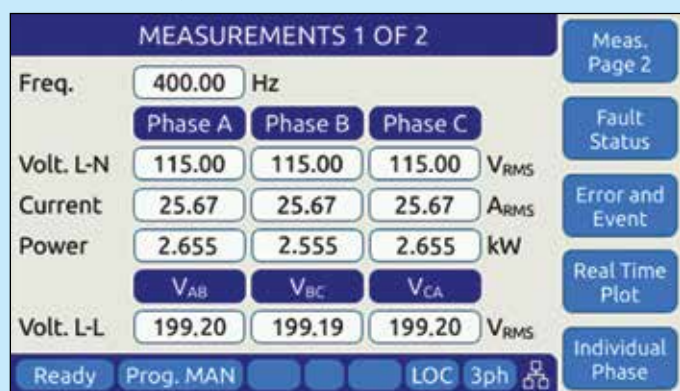 MEASUREMENTS 1 OF 2
Meas. Page 2
Freq. 400.00 Hz
Phase A Phase B Phase C
Fault Status
Volt. L-N 115.00 115.00 115.00 VRMS
Current 25.67 25.67 25.67 ARMS
Error and Event
Power 2.655 2.555 2.655 kW
VAB VBC VCA
Real Time Plot
Volt. L-L 199.20 199.19 199.20 VRMS
Individual Phase
Ready Prog. MAN LOC 3ph